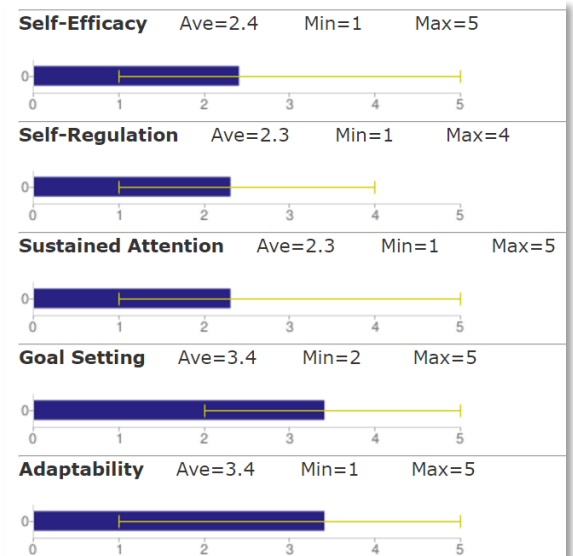 Self-Efficacy Ave=2.4 Min=1 Max=5
0
0 1 2 3 4 5
Self-Regulation Ave=2.3 Min=1 Max=4
0
0 1 2 3 4 5
Sustained Attention Ave=2.3 Min=1 Max=5
0
0 1 2 3 4 5
Goal Setting Ave=3.4 Min=2 Max=5
0
0 1 2 3 4 5
Adaptability Ave=3.4 Min=1 Max=5
0
0 1 2 3 4 5